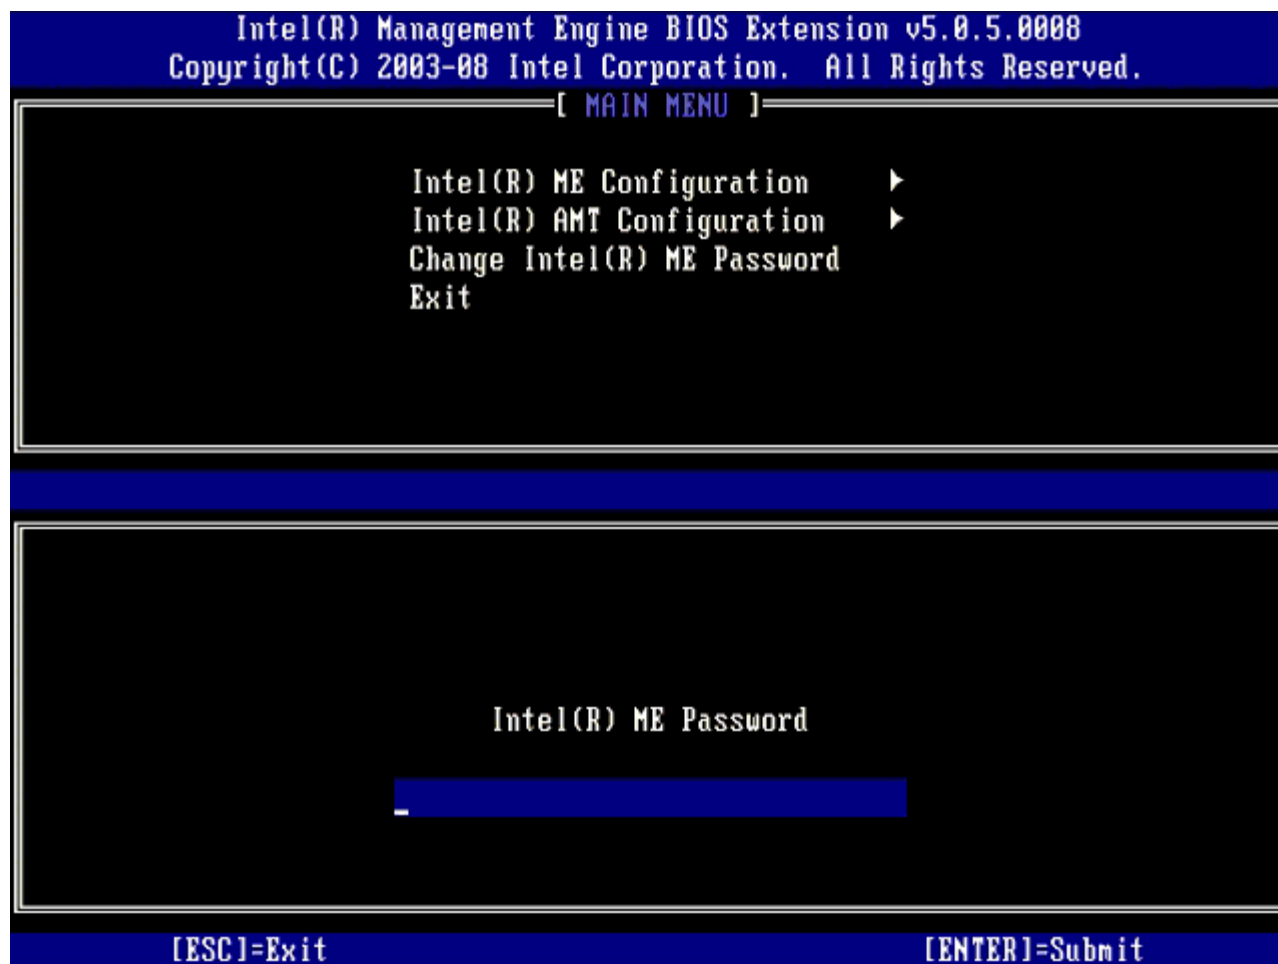 Intel(R) Management Engine BIOS Extension v5.0.5.0008
Copyright(C) 2003-08 Intel Corporation. All Rights Reserved.
[ MAIN MENU ]
Intel(R) ME Configuration ►
Intel(R) AMT Configuration ►
Change Intel(R) ME Password
Exit
Intel(R) ME Password
_
[ESC]=Exit [ENTER]=Submit